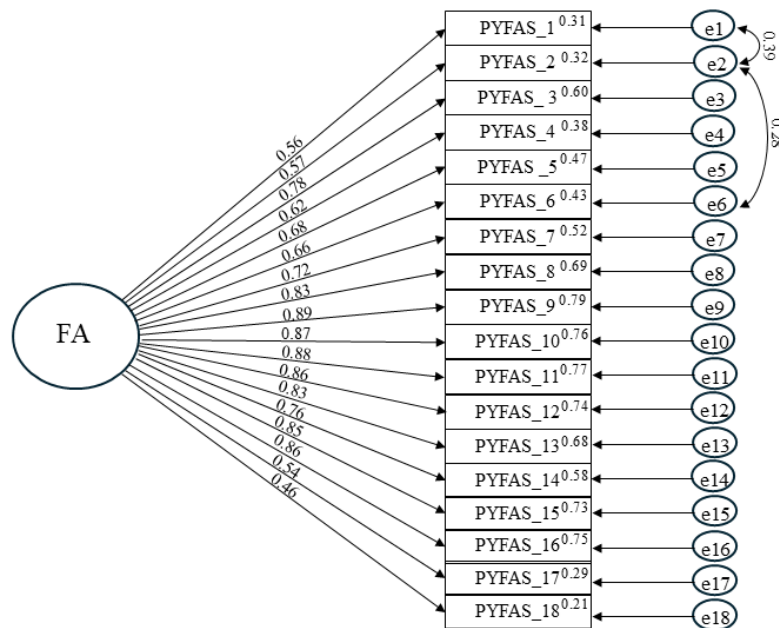 PYFAS_1 0.31 e1
PYFAS_2 0.32 e2
PYFAS_ 3 0.60 e3
PYFAS_4 0.38 e4
PYFAS_5 0.47 e5
PYFAS_6 0.43 e6
PYFAS_7 0.52 e7
PYFAS_8 0.69 e8
PYFAS_9 0.79 e9
PYFAS_10 0.76 e10
PYFAS_11 0.77 e11
PYFAS_12 0.74 e12
PYFAS_13 0.68 e13
PYFAS_14 0.58 e14
PYFAS_15 0.73 e15
PYFAS_16 0.75 e16
PYFAS_17 0.29 e17
PYFAS_18 0.21 e18
0.39
0.28
0.56
0.57
0.78
0.62
0.68
0.66
0.72
0.83
0.89
0.87
0.88
0.86
0.83
0.76
0.85
0.86
0.54
0.46
FA